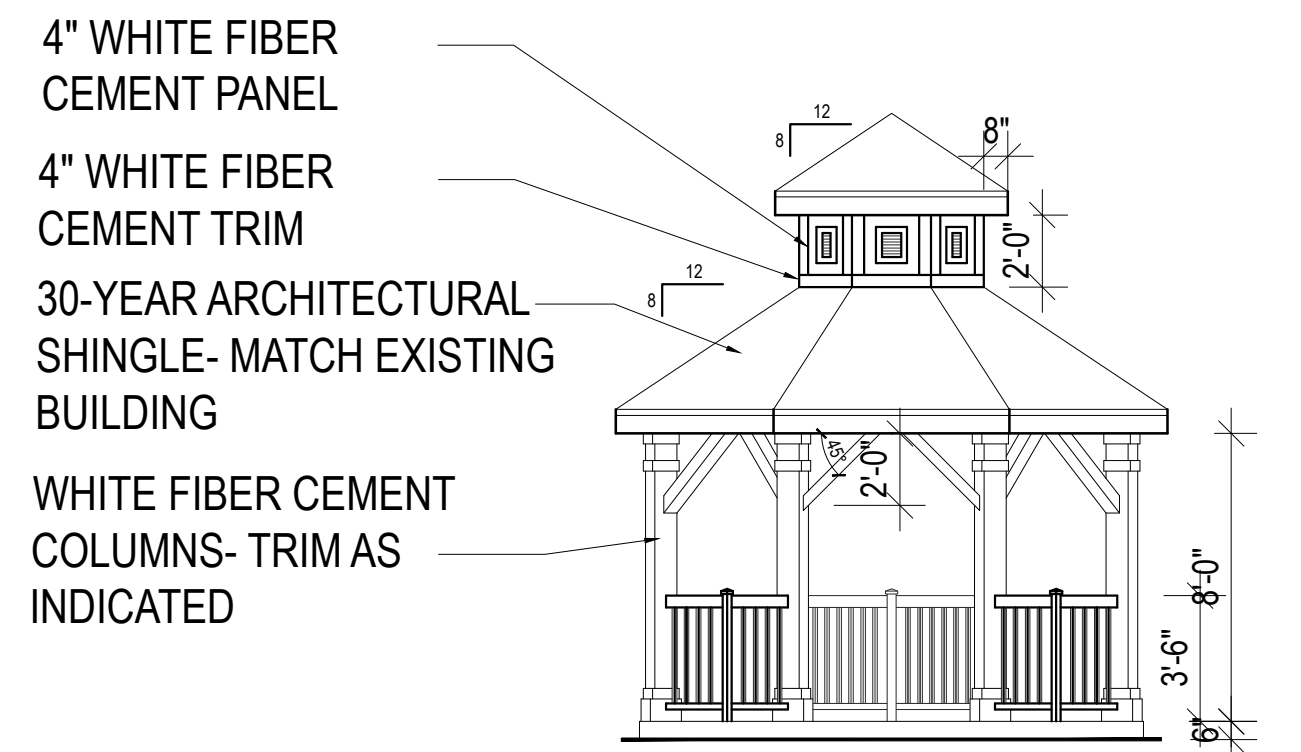 4" WHITE FIBER
CEMENT PANEL
4" WHITE FIBER
CEMENT TRIM
30-YEAR ARCHITECTURAL
SHINGLE- MATCH EXISTING
BUILDING
WHITE FIBER CEMENT
COLUMNS- TRIM AS
INDICATED
12
8
8"
2'-0"
12
8
45°
2'-0"
8'-0"
3'-6"
6"